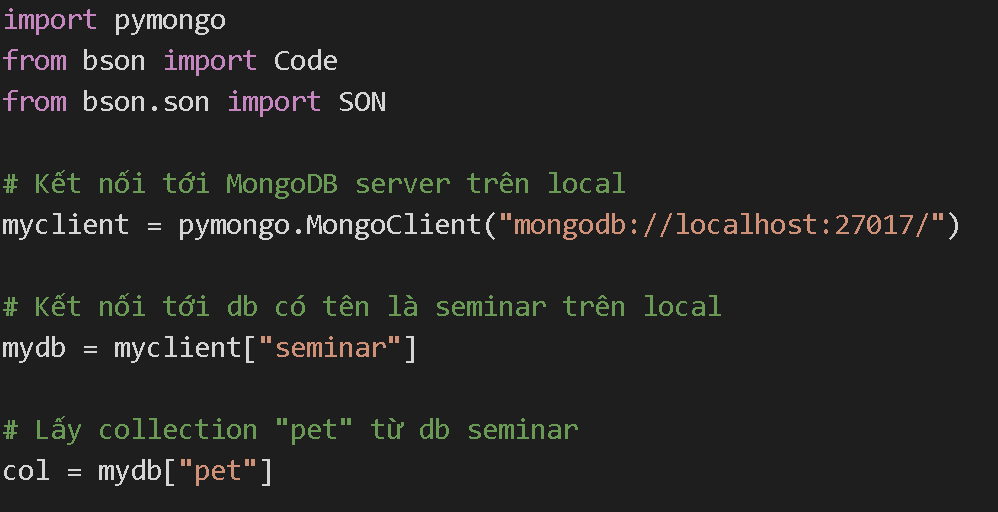 import pymongo
from bson import Code
from bson.son import SON
# Kết nối tới MongoDB server trên local
myclient = pymongo.MongoClient("mongodb://localhost:27017/")
# Kết nối tới db có tên là seminar trên local
mydb = myclient["seminar"]
# Lấy collection "pet" từ db seminar
col = mydb["pet"]